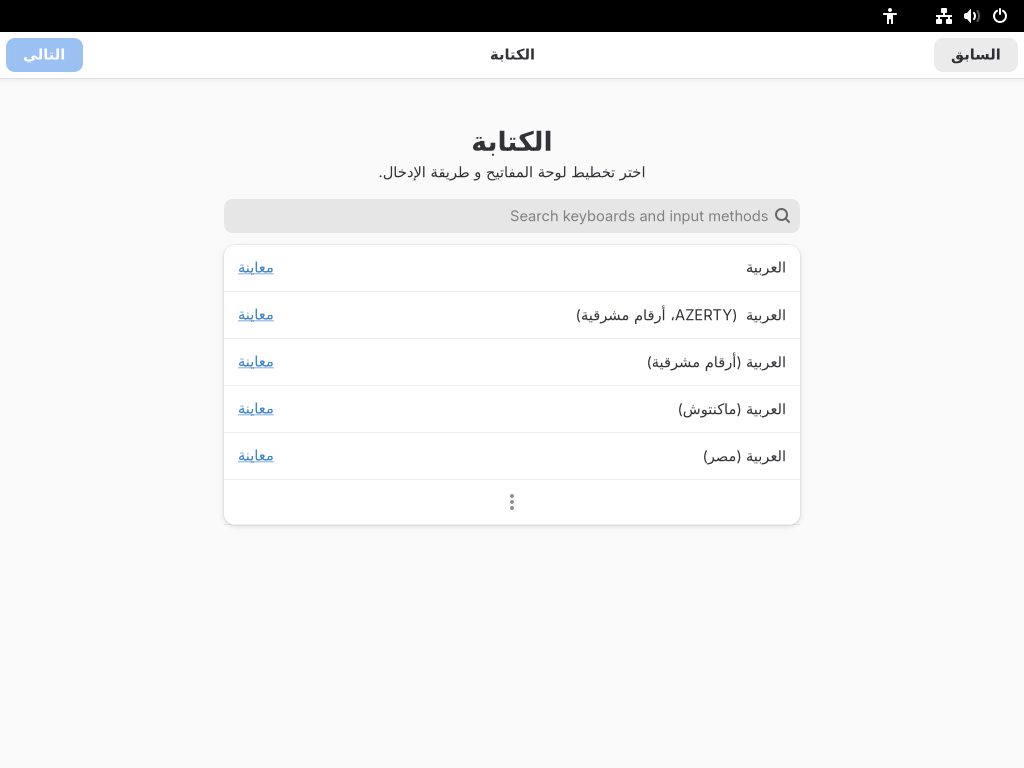 السابق
الكتابة
التالي
الكتابة
اختر تخطيط لوحة المفاتيح و طريقة الإدخال.
Search keyboards and input methods
العربية معاينة
العربية (AZERTY، أرقام مشرقية) معاينة
العربية (أرقام مشرقية) معاينة
العربية (ماكنتوش) معاينة
العربية (مصر) معاينة